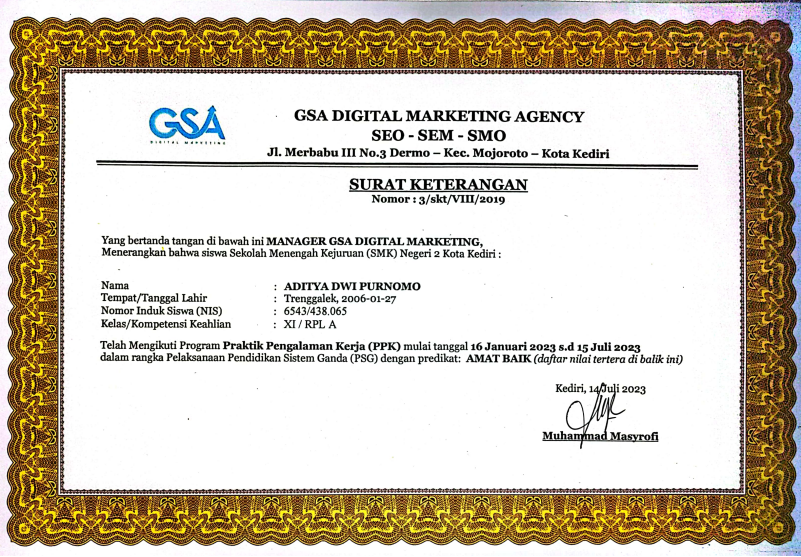 GSA
DIGITAL MARKETING
GSA DIGITAL MARKETING AGENCY
SEO - SEM - SMO
Jl. Merbabu III No.3 Dermo – Kec. Mojoroto – Kota Kediri
SURAT KETERANGAN
Nomor : 3/skt/VIII/2019
Yang bertanda tangan di bawah ini MANAGER GSA DIGITAL MARKETING,
Menerangkan bahwa siswa Sekolah Menengah Kejuruan (SMK) Negeri 2 Kota Kediri :
Nama : ADITYA DWI PURNOMO
Tempat/Tanggal Lahir : Trenggalek, 2006-01-27
Nomor Induk Siswa (NIS) : 6543/438.065
Kelas/Kompetensi Keahlian : XI / RPL A
Telah Mengikuti Program Praktik Pengalaman Kerja (PPK) mulai tanggal 16 Januari 2023 s.d 15 Juli 2023
dalam rangka Pelaksanaan Pendidikan Sistem Ganda (PSG) dengan predikat: AMAT BAIK (daftar nilai tertera di balik ini)
Kediri, 14 Juli 2023
Muhammad Masyrofi